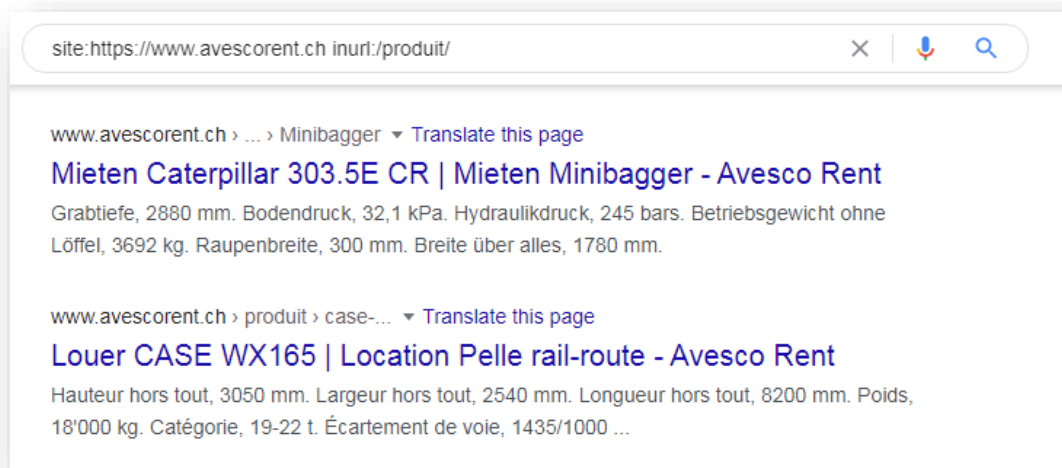 site:https://www.avescorent.ch inurl:/produit/
www.avescorent.ch › ... › Minibagger ▾ Translate this page
Mieten Caterpillar 303.5E CR | Mieten Minibagger - Avesco Rent
Grabtiefe, 2880 mm. Bodendruck, 32,1 kPa. Hydraulikdruck, 245 bars. Betriebsgewicht ohne
Löffel, 3692 kg. Raupenbreite, 300 mm. Breite über alles, 1780 mm.
www.avescorent.ch › produit › case-... ▾ Translate this page
Louer CASE WX165 | Location Pelle rail-route - Avesco Rent
Hauteur hors tout, 3050 mm. Largeur hors tout, 2540 mm. Longueur hors tout, 8200 mm. Poids,
18'000 kg. Catégorie, 19-22 t. Écartement de voie, 1435/1000 ...